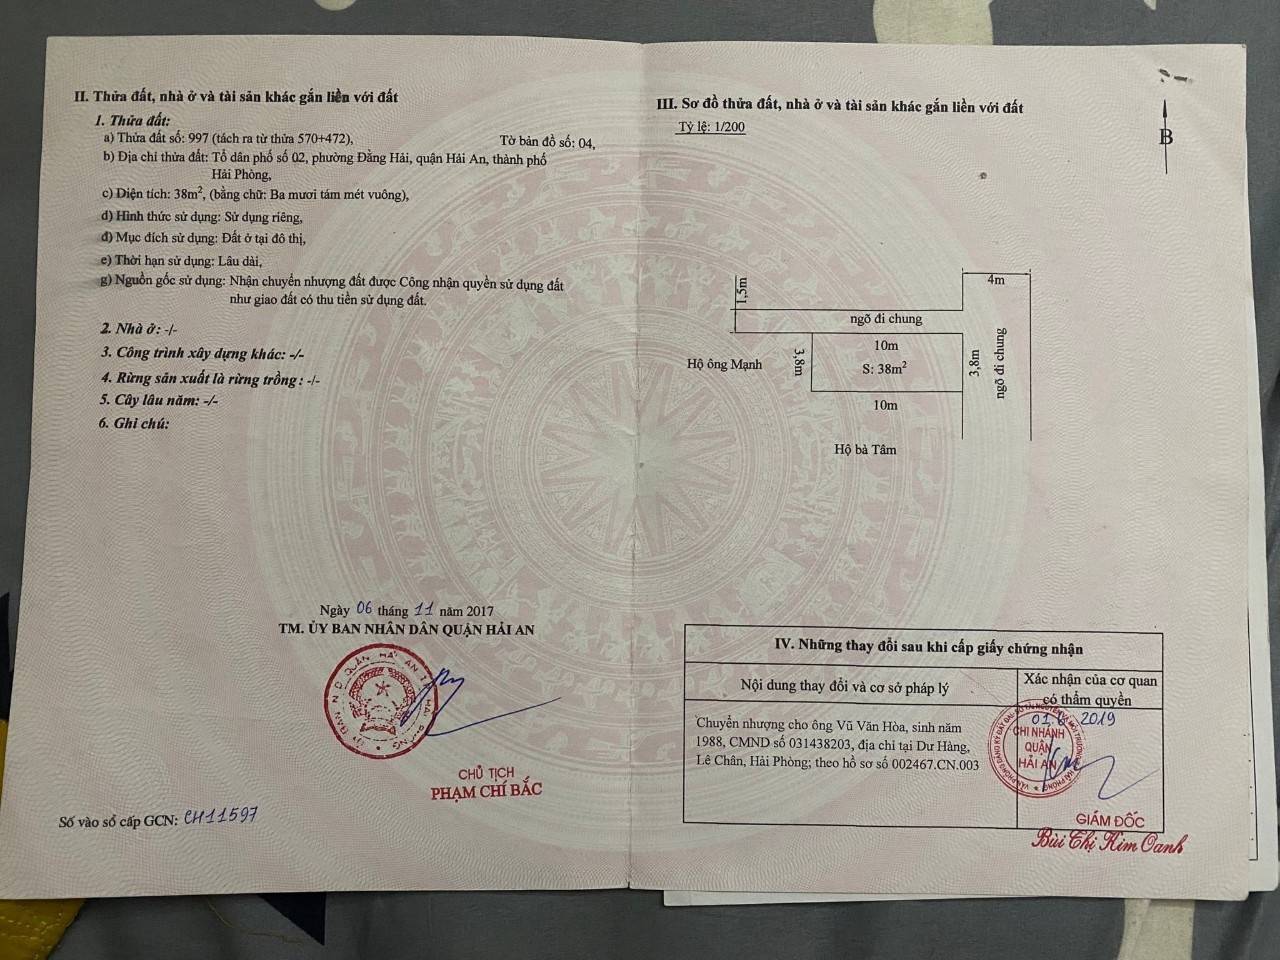 II. Thửa đất, nhà ở và tài sản khác gắn liền với đất
1. Thửa đất:
a) Thửa đất số: 997 (tách ra từ thửa 570+472), Tờ bản đồ số: 04,
b) Địa chỉ thửa đất: Tổ dân phố số 02, phường Đằng Hải, quận Hải An, thành phố
Hải Phòng,
c) Diện tích: 38m², (bằng chữ: Ba mươi tám mét vuông),
d) Hình thức sử dụng: Sử dụng riêng,
đ) Mục đích sử dụng: Đất ở tại đô thị,
e) Thời hạn sử dụng: Lâu dài,
g) Nguồn gốc sử dụng: Nhận chuyển nhượng đất được Công nhận quyền sử dụng đất
như giao đất có thu tiền sử dụng đất.
2. Nhà ở: -/-
3. Công trình xây dựng khác: -/-
4. Rừng sản xuất là rừng trồng: -/-
5. Cây lâu năm: -/-
6. Ghi chú:
Ngày 06 tháng 11 năm 2017
TM. ỦY BAN NHÂN DÂN QUẬN HẢI AN
CHỦ TỊCH
PHẠM CHÍ BẮC
Số vào sổ cấp GCN: CH11597
III. Sơ đồ thửa đất, nhà ở và tài sản khác gắn liền với đất
Tỷ lệ: 1/200
B
4m
1,5m
ngõ đi chung
10m
Hộ ông Mạnh
3,8m
S: 38m²
3,8m
ngõ đi chung
10m
Hộ bà Tâm
IV. Những thay đổi sau khi cấp giấy chứng nhận
Nội dung thay đổi và cơ sở pháp lý
Xác nhận của cơ quan
có thẩm quyền
Chuyển nhượng cho ông Vũ Văn Hòa, sinh năm
1988, CMND số 031438203, địa chỉ tại Dư Hàng,
Lê Chân, Hải Phòng; theo hồ sơ số 002467.CN.003
2019
CHI NHÁNH
QUẬN
HẢI AN
GIÁM ĐỐC
Bùi Thị Kim Oanh